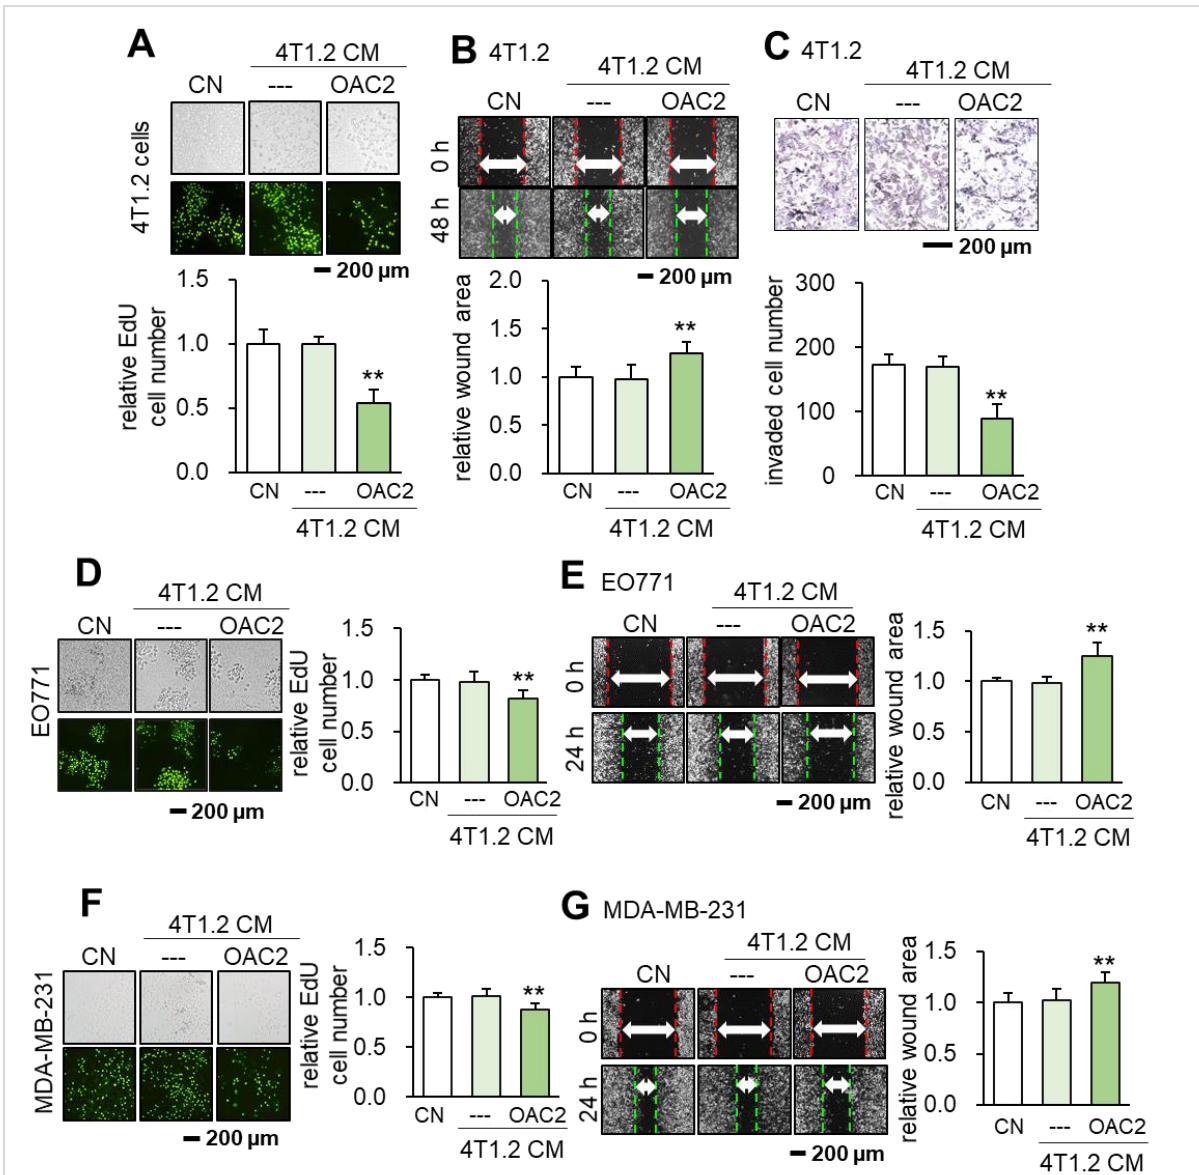 A
4T1.2 CM
CN --- OAC2
4T1.2 cells
200 µm
relative EdU
cell number
1.5
1.0
0.5
0.0
**
CN --- OAC2
4T1.2 CM
B 4T1.2
4T1.2 CM
CN --- OAC2
0 h
48 h
200 µm
relative wound area
2.0
1.5
1.0
0.5
0.0
**
CN --- OAC2
4T1.2 CM
C 4T1.2
4T1.2 CM
CN --- OAC2
200 µm
invaded cell number
300
200
100
0
**
CN --- OAC2
4T1.2 CM
D
4T1.2 CM
CN --- OAC2
EO771
200 µm
relative EdU
cell number
1.5
1.0
0.5
0.0
**
CN --- OAC2
4T1.2 CM
E EO771
4T1.2 CM
CN --- OAC2
0 h
24 h
200 µm
relative wound area
1.5
1.0
0.5
0.0
**
CN --- OAC2
4T1.2 CM
F
4T1.2 CM
CN --- OAC2
MDA-MB-231
200 µm
relative EdU
cell number
1.5
1.0
0.5
0.0
**
CN --- OAC2
4T1.2 CM
G MDA-MB-231
4T1.2 CM
CN --- OAC2
0 h
24 h
200 µm
relative wound area
1.5
1.0
0.5
0.0
**
CN --- OAC2
4T1.2 CM